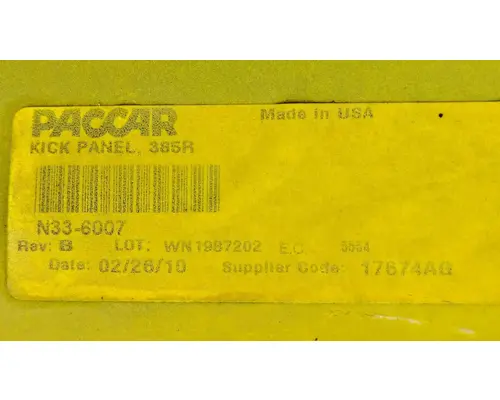 PACCAR Made in USA
KICK PANEL, 385R
N33-6007
Rev: B LOT: WN1987202 E.C.
Date: 02/26/10 Supplier Code: 17674AG